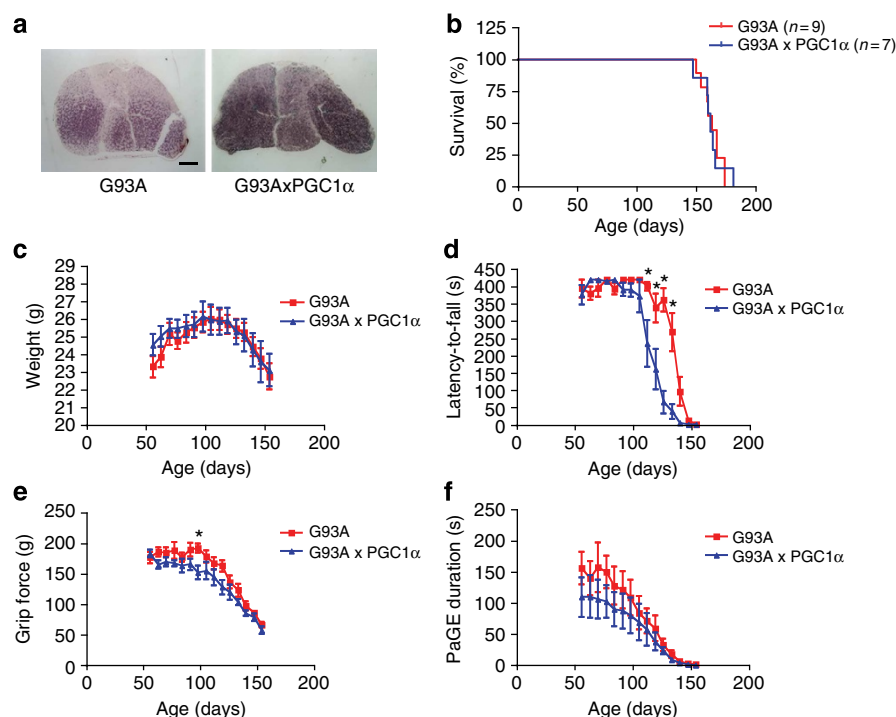 a
G93A
G93AxPGC1α
b
G93A (n=9)
G93A x PGC1α (n=7)
125
100
75
50
25
0
0 50 100 150 200
Survival (%)
Age (days)
c
29
28
27
26
25
24
23
22
21
20
0 50 100 150 200
Weight (g)
Age (days)
G93A
G93A x PGC1α
d
450
400
350
300
250
200
150
100
50
0
0 50 100 150 200
Latency-to-fall (s)
Age (days)
* * * *
G93A
G93A x PGC1α
e
250
200
150
100
50
0
0 50 100 150 200
Grip force (g)
Age (days)
*
G93A
G93A x PGC1α
f
250
200
150
100
50
0
0 50 100 150 200
PaGE duration (s)
Age (days)
G93A
G93A x PGC1α